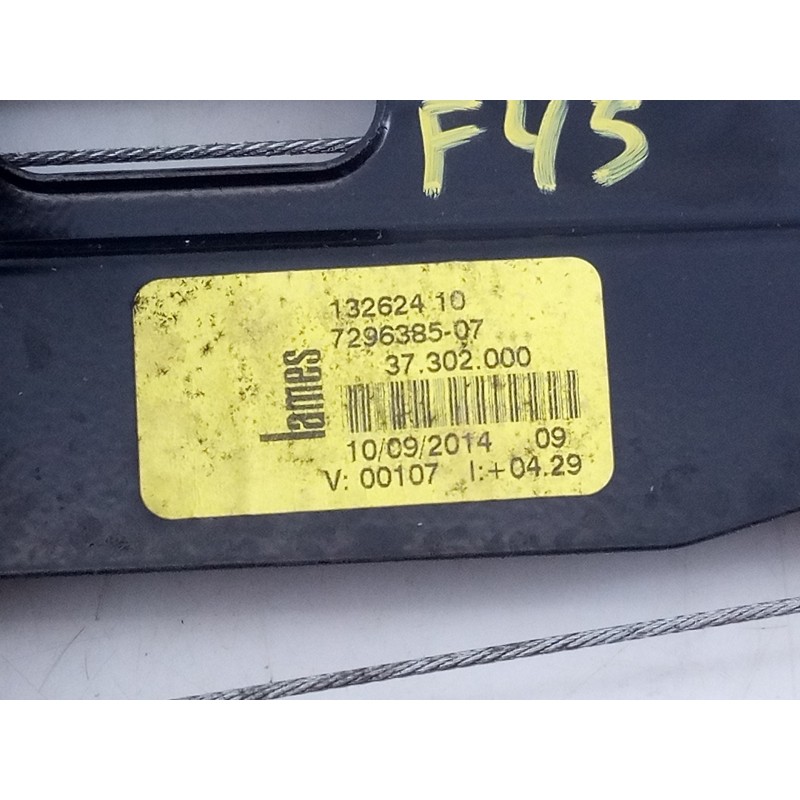 F45
132624 10
7296385-07
37.302.000
lames
10/09/2014 09
V: 00107 I:+04.29